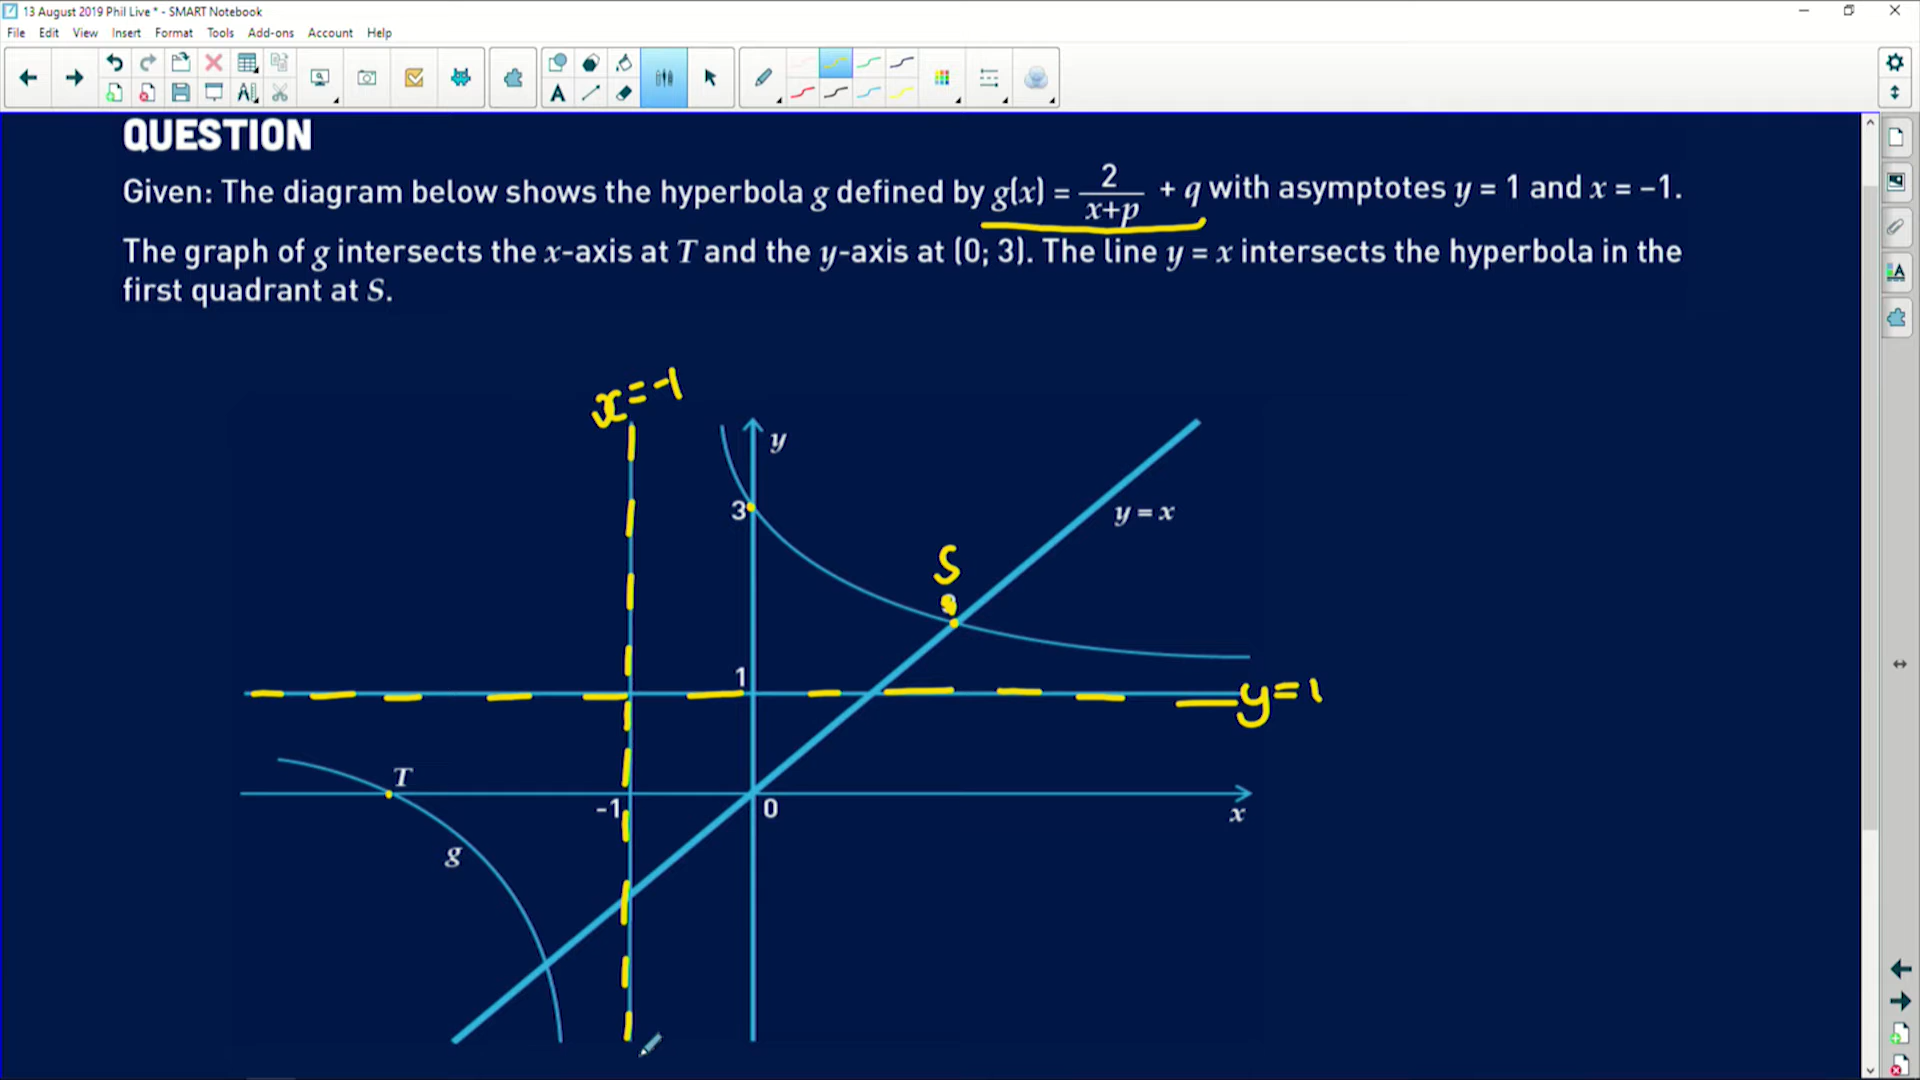 13 August 2019 Phil Live * - SMART Notebook
File Edit View Insert Format Tools Add-ons Account Help
QUESTION
Given: The diagram below shows the hyperbola g defined by g(x) = 2/(x+p) + q with asymptotes y = 1 and x = −1.
The graph of g intersects the x-axis at T and the y-axis at (0; 3). The line y = x intersects the hyperbola in the
first quadrant at S.
x=-1
y
3
y = x
S
1
y=1
T
-1
0
x
g